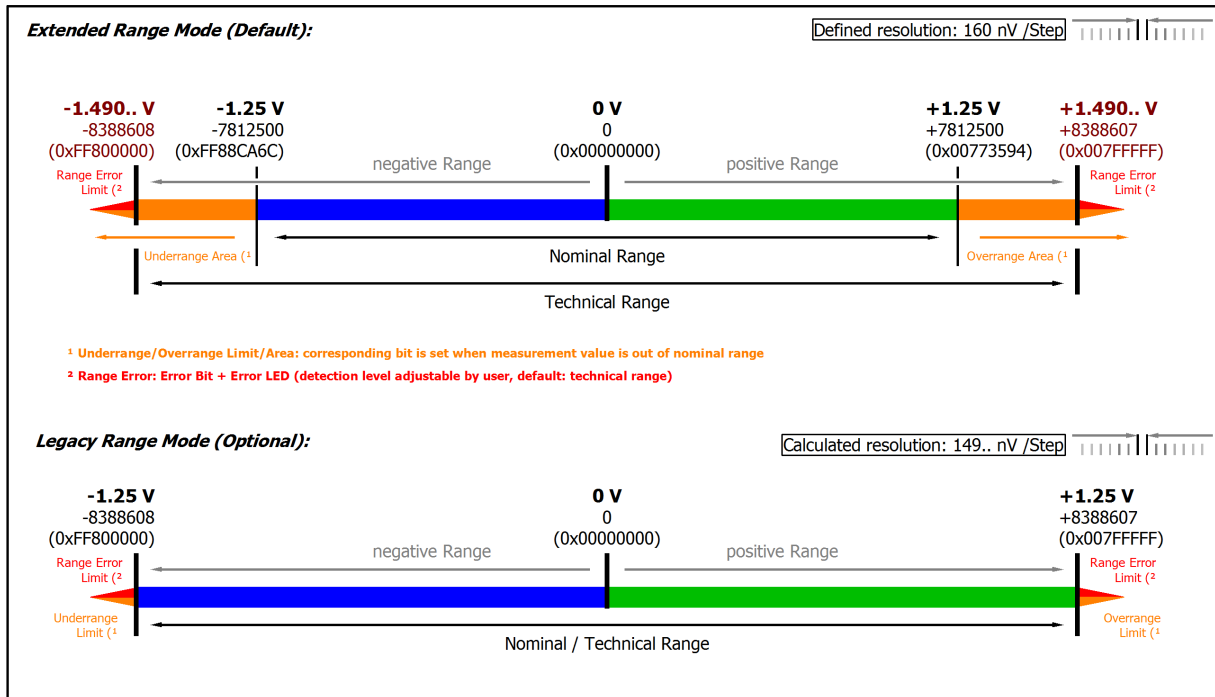 Extended Range Mode (Default):
Defined resolution: 160 nV /Step
-1.490.. V
-1.25 V
0 V
+1.25 V
+1.490.. V
-8388608
-7812500
0
+7812500
+8388607
(0xFF800000)
(0xFF88CA6C)
(0x00000000)
(0x00773594)
(0x007FFFFF)
negative Range
positive Range
Range Error
Limit (²
Range Error
Limit (²
Underrange Area (¹
Nominal Range
Overrange Area (¹
Technical Range
¹ Underrange/Overrange Limit/Area: corresponding bit is set when measurement value is out of nominal range
² Range Error: Error Bit + Error LED (detection level adjustable by user, default: technical range)
Legacy Range Mode (Optional):
Calculated resolution: 149.. nV /Step
-1.25 V
0 V
+1.25 V
-8388608
0
+8388607
(0xFF800000)
(0x00000000)
(0x007FFFFF)
negative Range
positive Range
Range Error
Limit (²
Range Error
Limit (²
Underrange
Limit (¹
Overrange
Limit (¹
Nominal / Technical Range